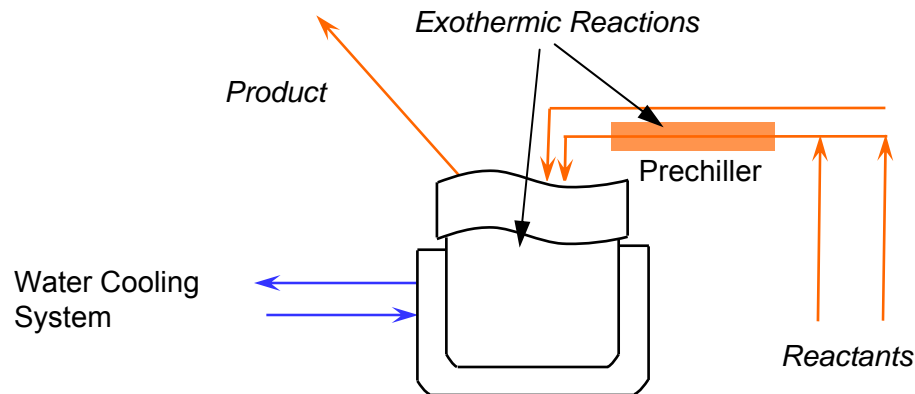 Exothermic Reactions
Product
Prechiller
Water Cooling
System
Reactants